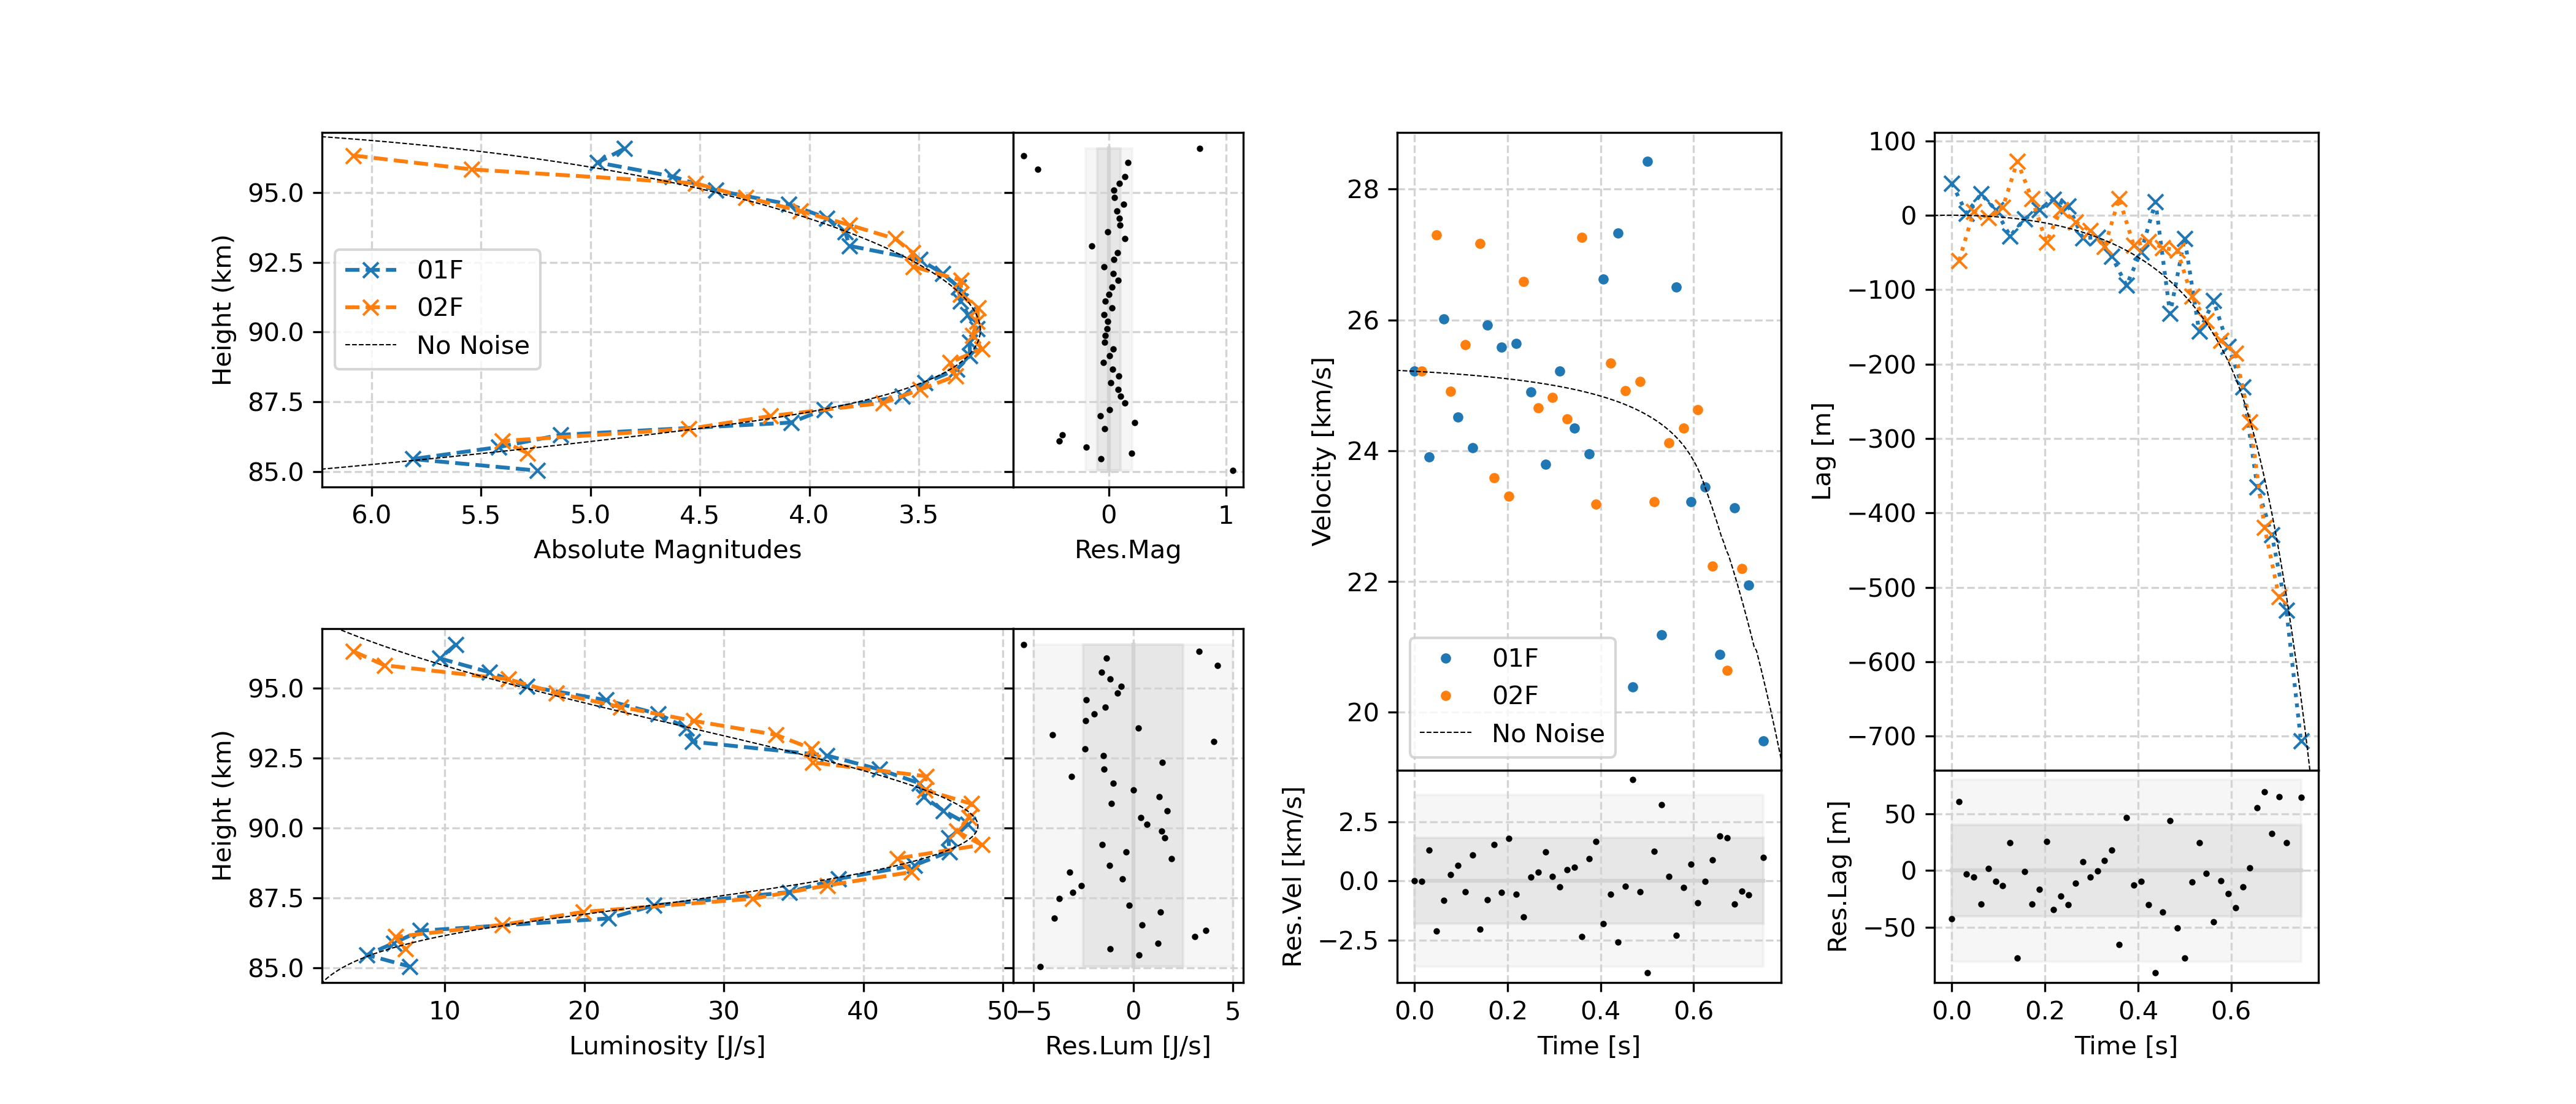 95.0
92.5
90.0
87.5
85.0
Height (km)
01F
02F
No Noise
6.0 5.5 5.0 4.5 4.0 3.5
Absolute Magnitudes
0 1
Res.Mag
95.0
92.5
90.0
87.5
85.0
Height (km)
10 20 30 40 50
Luminosity [J/s]
−5 0 5
Res.Lum [J/s]
28
26
24
22
20
Velocity [km/s]
01F
02F
No Noise
2.5
0.0
−2.5
Res.Vel [km/s]
0.0 0.2 0.4 0.6
Time [s]
100
0
−100
−200
−300
−400
−500
−600
−700
Lag [m]
50
0
−50
Res.Lag [m]
0.0 0.2 0.4 0.6
Time [s]